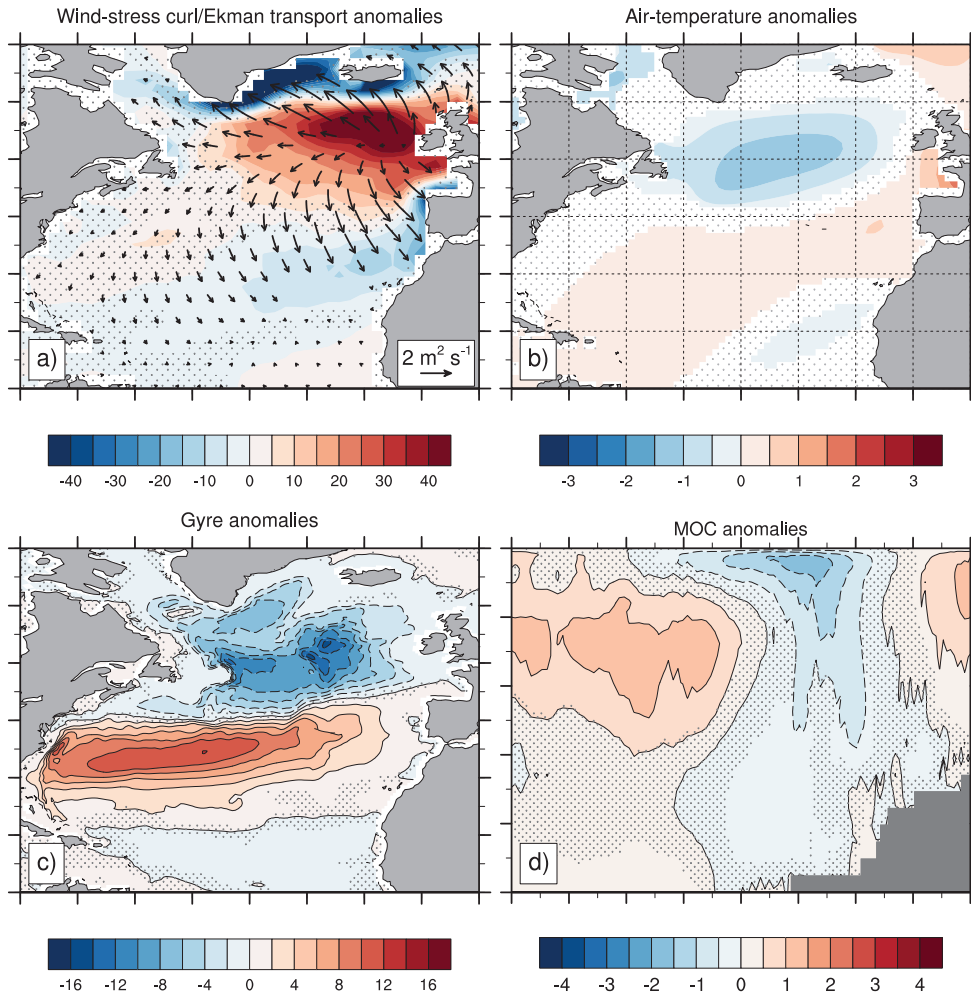 Wind-stress curl/Ekman transport anomalies
Air-temperature anomalies
a)
2 m² s⁻¹
b)
-40 -30 -20 -10 0 10 20 30 40
-3 -2 -1 0 1 2 3
Gyre anomalies
MOC anomalies
c)
d)
-16 -12 -8 -4 0 4 8 12 16
-4 -3 -2 -1 0 1 2 3 4